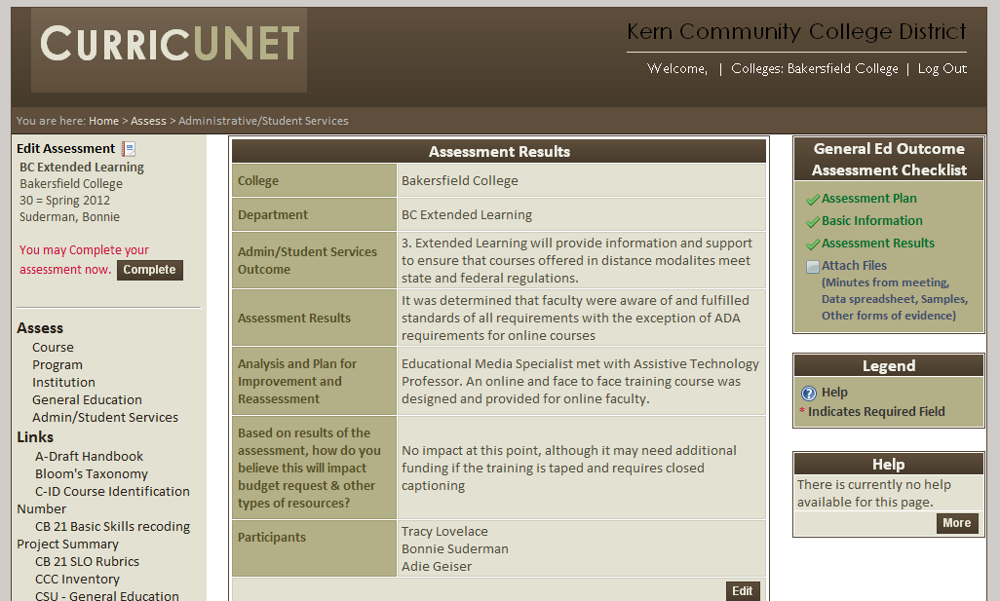 CURRICUNET
Kern Community College District
Welcome, | Colleges: Bakersfield College | Log Out
You are here: Home > Assess > Administrative/Student Services
Edit Assessment
BC Extended Learning
Bakersfield College
30 = Spring 2012
Suderman, Bonnie
You may Complete your
assessment now. Complete
Assess
Course
Program
Institution
General Education
Admin/Student Services
Links
A-Draft Handbook
Bloom's Taxonomy
C-ID Course Identification
Number
CB 21 Basic Skills recoding
Project Summary
CB 21 SLO Rubrics
CCC Inventory
CSU - General Education
Assessment Results
College
Bakersfield College
Department
BC Extended Learning
Admin/Student Services
Outcome
3. Extended Learning will provide information and support
to ensure that courses offered in distance modalites meet
state and federal regulations.
Assessment Results
It was determined that faculty were aware of and fulfilled
standards of all requirements with the exception of ADA
requirements for online courses
Analysis and Plan for
Improvement and
Reassessment
Educational Media Specialist met with Assistive Technology
Professor. An online and face to face training course was
designed and provided for online faculty.
Based on results of the
assessment, how do you
believe this will impact
budget request & other
types of resources?
No impact at this point, although it may need additional
funding if the training is taped and requires closed
captioning
Participants
Tracy Lovelace
Bonnie Suderman
Adie Geiser
Edit
General Ed Outcome
Assessment Checklist
Assessment Plan
Basic Information
Assessment Results
Attach Files
(Minutes from meeting,
Data spreadsheet, Samples,
Other forms of evidence)
Legend
? Help
* Indicates Required Field
Help
There is currently no help
available for this page.
More